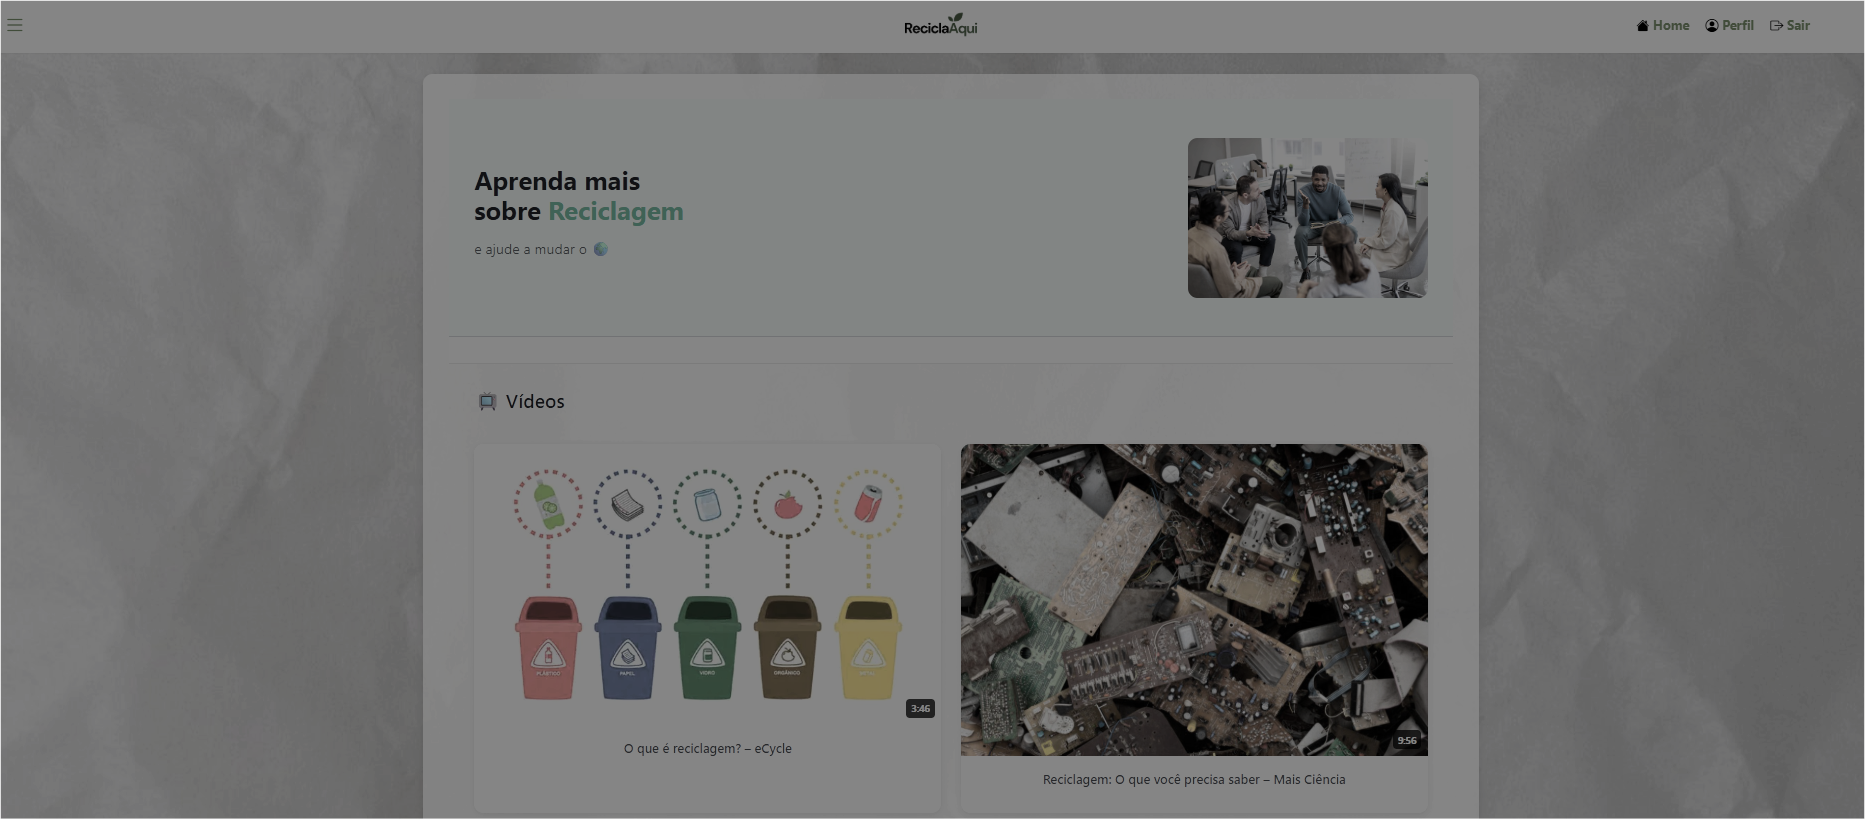 ReciclaAqui
Home
Perfil
Sair
Aprenda mais
sobre Reciclagem
e ajude a mudar o
Vídeos
PLÁSTICO
PAPEL
VIDRO
ORGÂNICO
3:46
9:56
O que é reciclagem? – eCycle
Reciclagem: O que você precisa saber – Mais Ciência